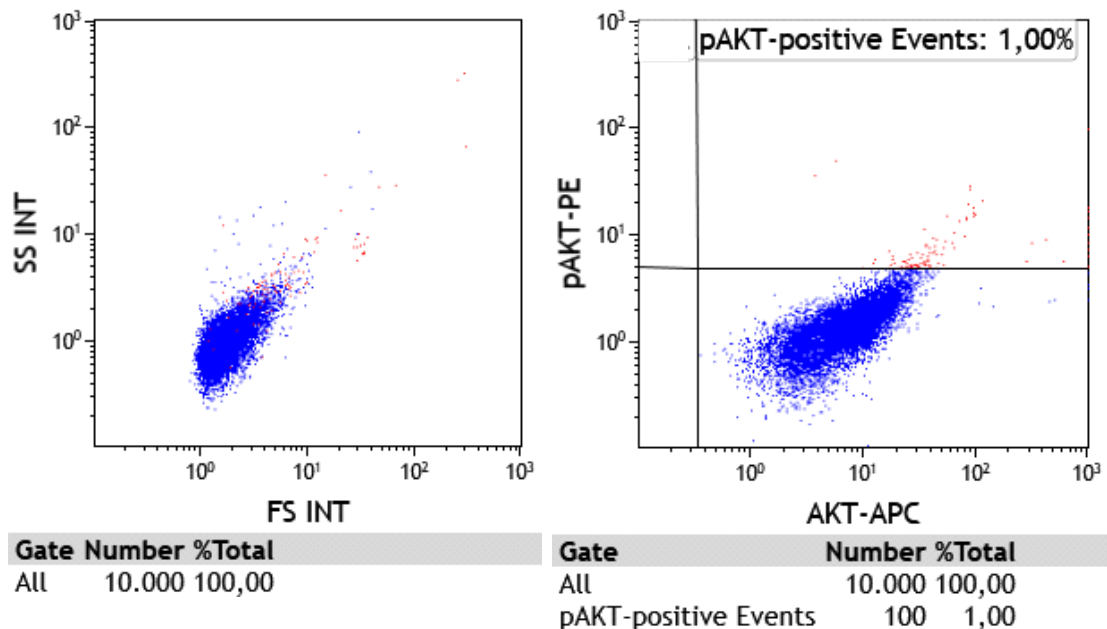 10³
10²
10¹
10⁰
SS INT
10⁰ 10¹ 10² 10³
FS INT
Gate Number %Total
All 10.000 100,00
pAKT-positive Events: 1,00%
10³
10²
10¹
10⁰
pAKT-PE
10⁰ 10¹ 10² 10³
AKT-APC
Gate Number %Total
All 10.000 100,00
pAKT-positive Events 100 1,00